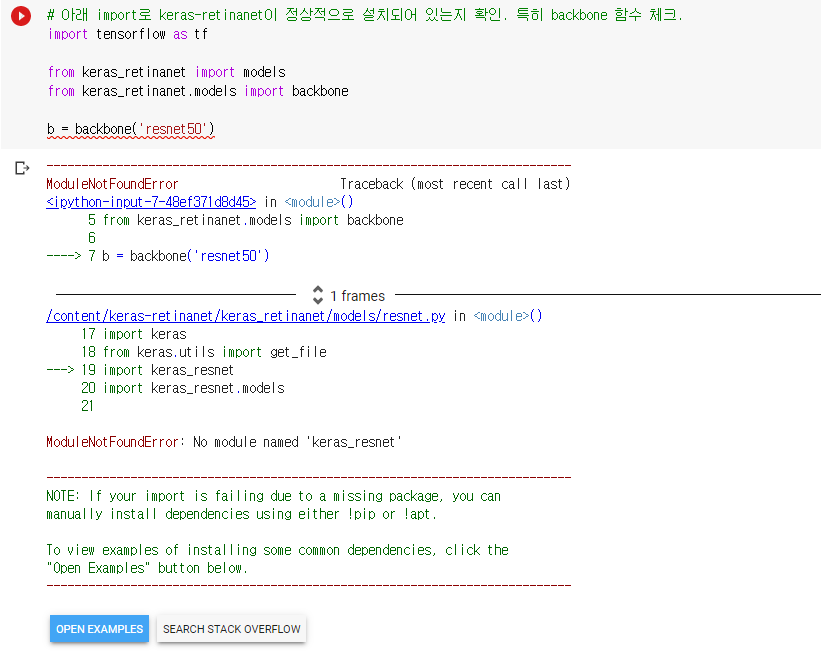 # 아래 import로 keras-retinanet이 정상적으로 설치되어 있는지 확인. 특히 backbone 함수 체크.
import tensorflow as tf
from keras_retinanet import models
from keras_retinanet.models import backbone
b = backbone('resnet50')
---------------------------------------------------------------------------
ModuleNotFoundError                       Traceback (most recent call last)
<ipython-input-7-48ef371d8d45> in <module>()
      5 from keras_retinanet.models import backbone
      6
----> 7 b = backbone('resnet50')
1 frames
/content/keras-retinanet/keras_retinanet/models/resnet.py in <module>()
     17 import keras
     18 from keras.utils import get_file
---> 19 import keras_resnet
     20 import keras_resnet.models
     21
ModuleNotFoundError: No module named 'keras_resnet'
---------------------------------------------------------------------------
NOTE: If your import is failing due to a missing package, you can
manually install dependencies using either !pip or !apt.
To view examples of installing some common dependencies, click the
"Open Examples" button below.
---------------------------------------------------------------------------
OPEN EXAMPLES SEARCH STACK OVERFLOW